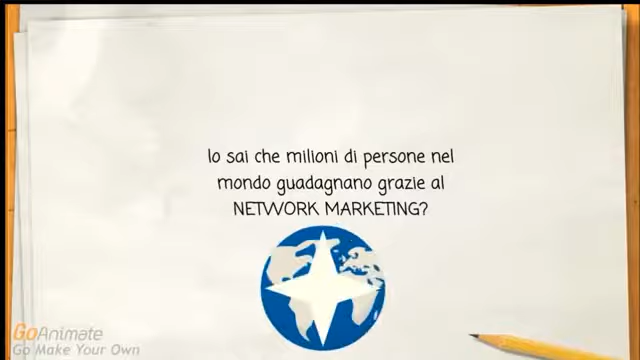 lo sai che milioni di persone nel
mondo guadagnano grazie al
NETWORK MARKETING?
GoAnimate
Go Make Your Own